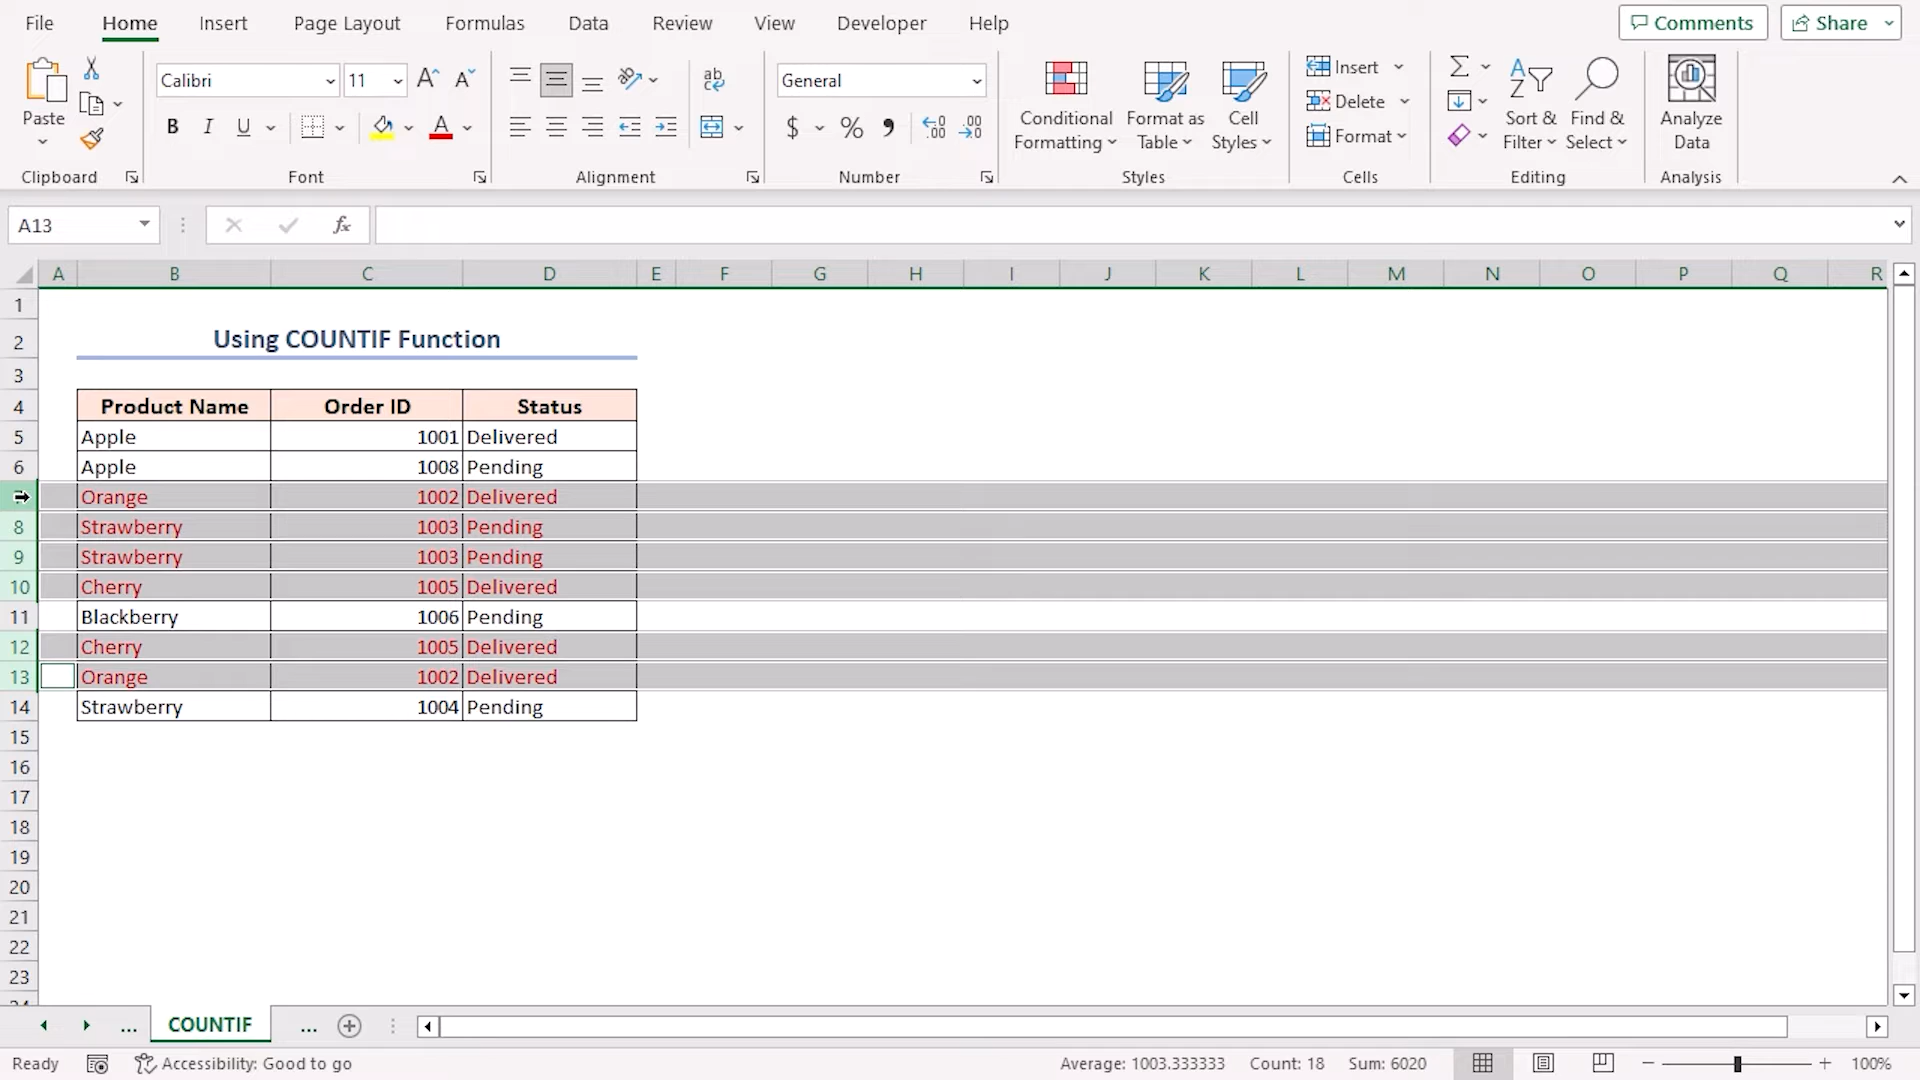 File Home Insert Page Layout Formulas Data Review View Developer Help Comments Share
Calibri 11 A A ab General Insert Σ
Paste Conditional Format as Cell Delete Sort & Find & Analyze
B I U A $ % Formatting Table Styles Format Filter Select Data
Clipboard Font Alignment Number Styles Cells Editing Analysis
A13 fx
A B C D E F G H I J K L M N O P Q R
1
2 Using COUNTIF Function
3
4 Product Name Order ID Status
5 Apple 1001 Delivered
6 Apple 1008 Pending
Orange 1002 Delivered
8 Strawberry 1003 Pending
9 Strawberry 1003 Pending
10 Cherry 1005 Delivered
11 Blackberry 1006 Pending
12 Cherry 1005 Delivered
13 Orange 1002 Delivered
14 Strawberry 1004 Pending
15
16
17
18
19
20
21
22
23
... COUNTIF ...
Ready Accessibility: Good to go Average: 1003.333333 Count: 18 Sum: 6020 100%